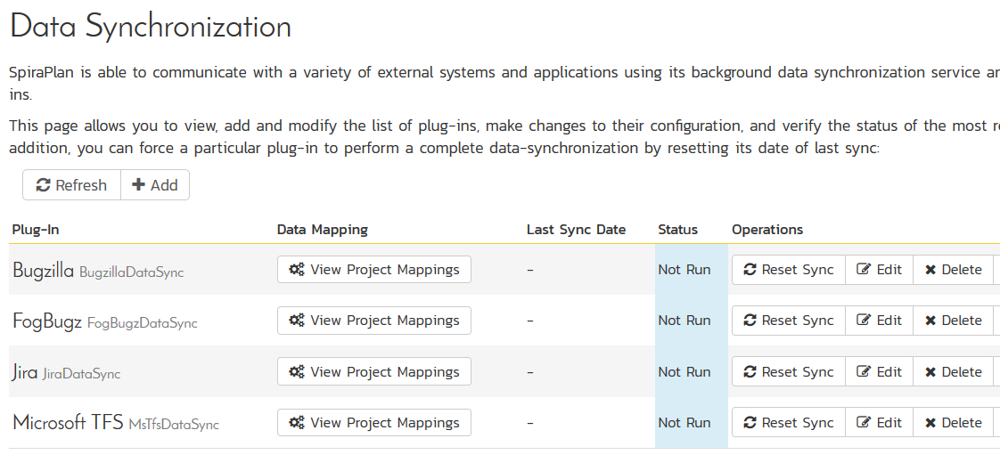 Data Synchronization
SpiraPlan is able to communicate with a variety of external systems and applications using its background data synchronization service
ins.
This page allows you to view, add and modify the list of plug-ins, make changes to their configuration, and verify the status of the most
addition, you can force a particular plug-in to perform a complete data-synchronization by resetting its date of last sync:
Refresh Add
Plug-In Data Mapping Last Sync Date Status Operations
Bugzilla BugzillaDataSync View Project Mappings - Not Run Reset Sync Edit Delete
FogBugz FogBugzDataSync View Project Mappings - Not Run Reset Sync Edit Delete
Jira JiraDataSync View Project Mappings - Not Run Reset Sync Edit Delete
Microsoft TFS MsTfsDataSync View Project Mappings - Not Run Reset Sync Edit Delete